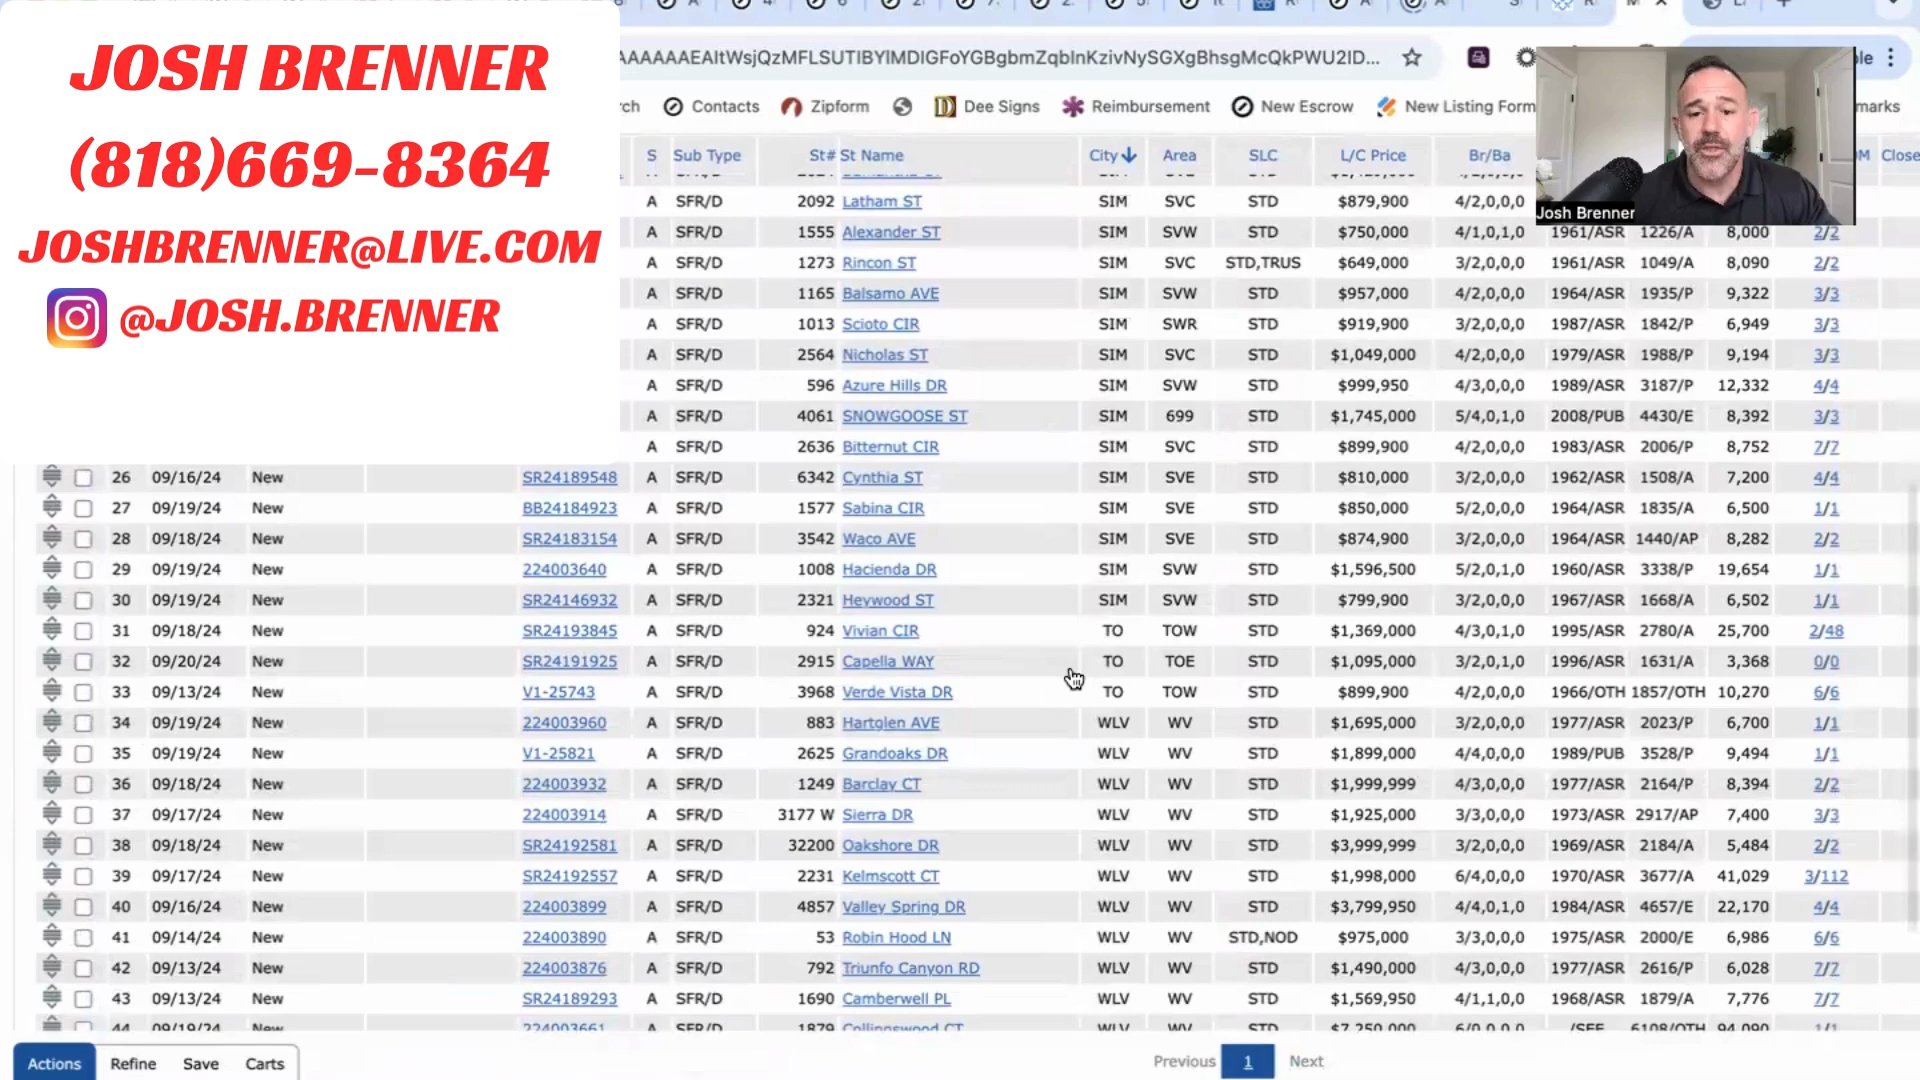 JOSH BRENNER
(818)669-8364
JOSHBRENNER@LIVE.COM
@JOSH.BRENNER
AAAAAAEAItWsjQzMFLSUTIBYIMDIGFoYGBgbmZqbInKzivNySGXgBhsgMcQkPWU2ID...
Contacts Zipform Dee Signs Reimbursement New Escrow New Listing Form
Josh Brenner
S Sub Type St# St Name City Area SLC L/C Price Br/Ba Close
A SFR/D 2092 Latham ST SIM SVC STD $879,900 4/2,0,0,0
A SFR/D 1555 Alexander ST SIM SVW STD $750,000 4/1,0,1,0 1961/ASR 1226/A 8,000 2/2
A SFR/D 1273 Rincon ST SIM SVC STD,TRUS $649,000 3/2,0,0,0 1961/ASR 1049/A 8,090 2/2
A SFR/D 1165 Balsamo AVE SIM SVW STD $957,000 4/2,0,0,0 1964/ASR 1935/P 9,322 3/3
A SFR/D 1013 Scioto CIR SIM SWR STD $919,900 3/2,0,0,0 1987/ASR 1842/P 6,949 3/3
A SFR/D 2564 Nicholas ST SIM SVC STD $1,049,000 4/2,0,0,0 1979/ASR 1988/P 9,194 3/3
A SFR/D 596 Azure Hills DR SIM SVW STD $999,950 4/3,0,0,0 1989/ASR 3187/P 12,332 4/4
A SFR/D 4061 SNOWGOOSE ST SIM 699 STD $1,745,000 5/4,0,1,0 2008/PUB 4430/E 8,392 3/3
A SFR/D 2636 Bitternut CIR SIM SVC STD $899,900 4/2,0,0,0 1983/ASR 2006/P 8,752 7/7
26 09/16/24 New SR24189548 A SFR/D 6342 Cynthia ST SIM SVE STD $810,000 3/2,0,0,0 1962/ASR 1508/A 7,200 4/4
27 09/19/24 New BB24184923 A SFR/D 1577 Sabina CIR SIM SVE STD $850,000 5/2,0,0,0 1964/ASR 1835/A 6,500 1/1
28 09/18/24 New SR24183154 A SFR/D 3542 Waco AVE SIM SVE STD $874,900 3/2,0,0,0 1964/ASR 1440/AP 8,282 2/2
29 09/19/24 New 224003640 A SFR/D 1008 Hacienda DR SIM SVW STD $1,596,500 5/2,0,1,0 1960/ASR 3338/P 19,654 1/1
30 09/19/24 New SR24146932 A SFR/D 2321 Heywood ST SIM SVW STD $799,900 3/2,0,0,0 1967/ASR 1668/A 6,502 1/1
31 09/18/24 New SR24193845 A SFR/D 924 Vivian CIR TO TOW STD $1,369,000 4/3,0,1,0 1995/ASR 2780/A 25,700 2/48
32 09/20/24 New SR24191925 A SFR/D 2915 Capella WAY TO TOE STD $1,095,000 3/2,0,1,0 1996/ASR 1631/A 3,368 0/0
33 09/13/24 New V1-25743 A SFR/D 3968 Verde Vista DR TO TOW STD $899,900 4/2,0,0,0 1966/OTH 1857/OTH 10,270 6/6
34 09/19/24 New 224003960 A SFR/D 883 Hartglen AVE WLV WV STD $1,695,000 3/2,0,0,0 1977/ASR 2023/P 6,700 1/1
35 09/19/24 New V1-25821 A SFR/D 2625 Grandoaks DR WLV WV STD $1,899,000 4/4,0,0,0 1989/PUB 3528/P 9,494 1/1
36 09/18/24 New 224003932 A SFR/D 1249 Barclay CT WLV WV STD $1,999,999 4/3,0,0,0 1977/ASR 2164/P 8,394 2/2
37 09/17/24 New 224003914 A SFR/D 3177 W Sierra DR WLV WV STD $1,925,000 3/3,0,0,0 1973/ASR 2917/AP 7,400 3/3
38 09/18/24 New SR24192581 A SFR/D 32200 Oakshore DR WLV WV STD $3,999,999 3/2,0,0,0 1969/ASR 2184/A 5,484 2/2
39 09/17/24 New SR24192557 A SFR/D 2231 Kelmscott CT WLV WV STD $1,998,000 6/4,0,0,0 1970/ASR 3677/A 41,029 3/112
40 09/16/24 New 224003899 A SFR/D 4857 Valley Spring DR WLV WV STD $3,799,950 4/4,0,1,0 1984/ASR 4657/E 22,170 4/4
41 09/14/24 New 224003890 A SFR/D 53 Robin Hood LN WLV WV STD,NOD $975,000 3/3,0,0,0 1975/ASR 2000/E 6,986 6/6
42 09/13/24 New 224003876 A SFR/D 792 Triunfo Canyon RD WLV WV STD $1,490,000 4/3,0,0,0 1977/ASR 2616/P 6,028 7/7
43 09/13/24 New SR24189293 A SFR/D 1690 Camberwell PL WLV WV STD $1,569,950 4/1,1,0,0 1968/ASR 1879/A 7,776 7/7
44 09/19/24 New 224003661 A SFR/D 1879 Collingswood CT WLV WV STD $7,250,000 6/0,0,0,0 /SEE 6108/OTH 94,090 1/1
Actions Refine Save Carts Previous 1 Next